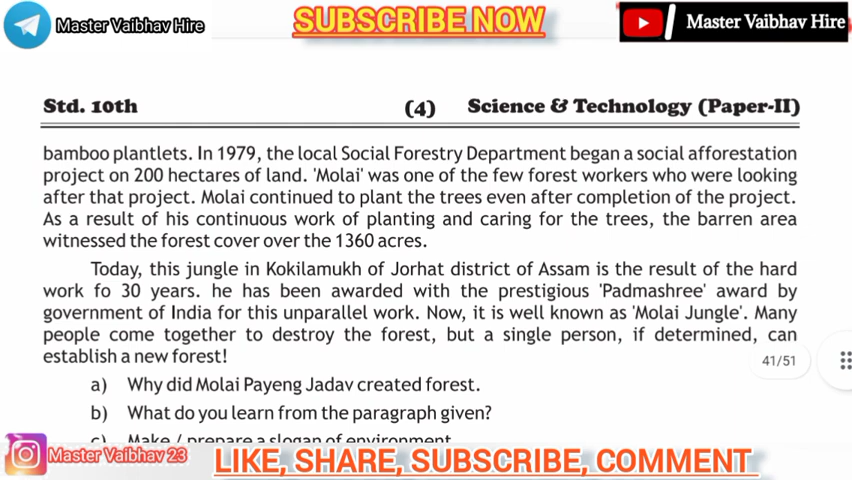 Master Vaibhav Hire
SUBSCRIBE NOW
Master Vaibhav Hire
Std. 10th (4) Science & Technology (Paper-II)
bamboo plantlets. In 1979, the local Social Forestry Department began a social afforestation
project on 200 hectares of land. 'Molai' was one of the few forest workers who were looking
after that project. Molai continued to plant the trees even after completion of the project.
As a result of his continuous work of planting and caring for the trees, the barren area
witnessed the forest cover over the 1360 acres.
Today, this jungle in Kokilamukh of Jorhat district of Assam is the result of the hard
work fo 30 years. he has been awarded with the prestigious 'Padmashree' award by
government of India for this unparallel work. Now, it is well known as 'Molai Jungle'. Many
people come together to destroy the forest, but a single person, if determined, can
establish a new forest!
41/51
a) Why did Molai Payeng Jadav created forest.
b) What do you learn from the paragraph given?
c) Make / prepare a slogan of environment
Master Vaibhav 23
LIKE, SHARE, SUBSCRIBE, COMMENT